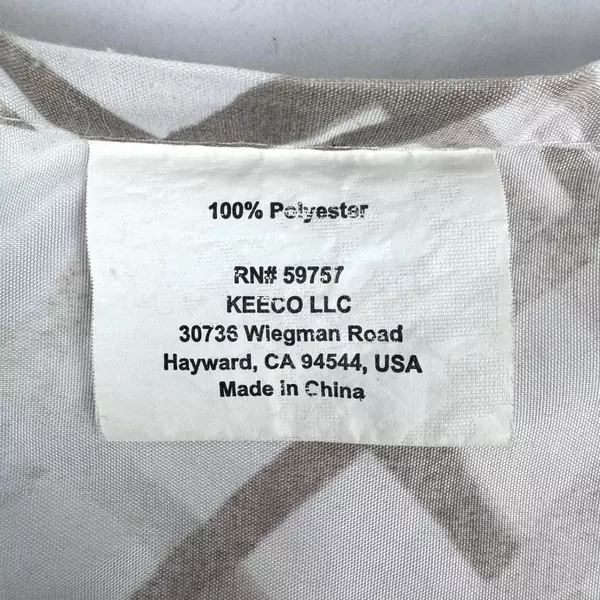 100% Polyester
RN# 59757
KEECO LLC
30736 Wiegman Road
Hayward, CA 94544, USA
Made in China